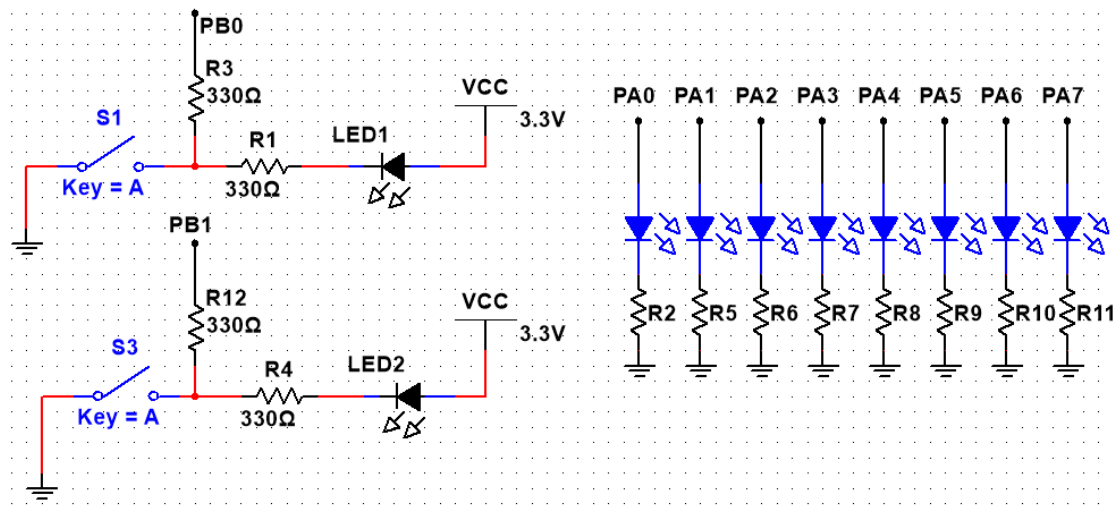 PB0
R3
330Ω
S1
Key = A
R1
330Ω
LED1
VCC
3.3V
PB1
R12
330Ω
S3
Key = A
R4
330Ω
LED2
VCC
3.3V
PA0 PA1 PA2 PA3 PA4 PA5 PA6 PA7
R2 R5 R6 R7 R8 R9 R10 R11